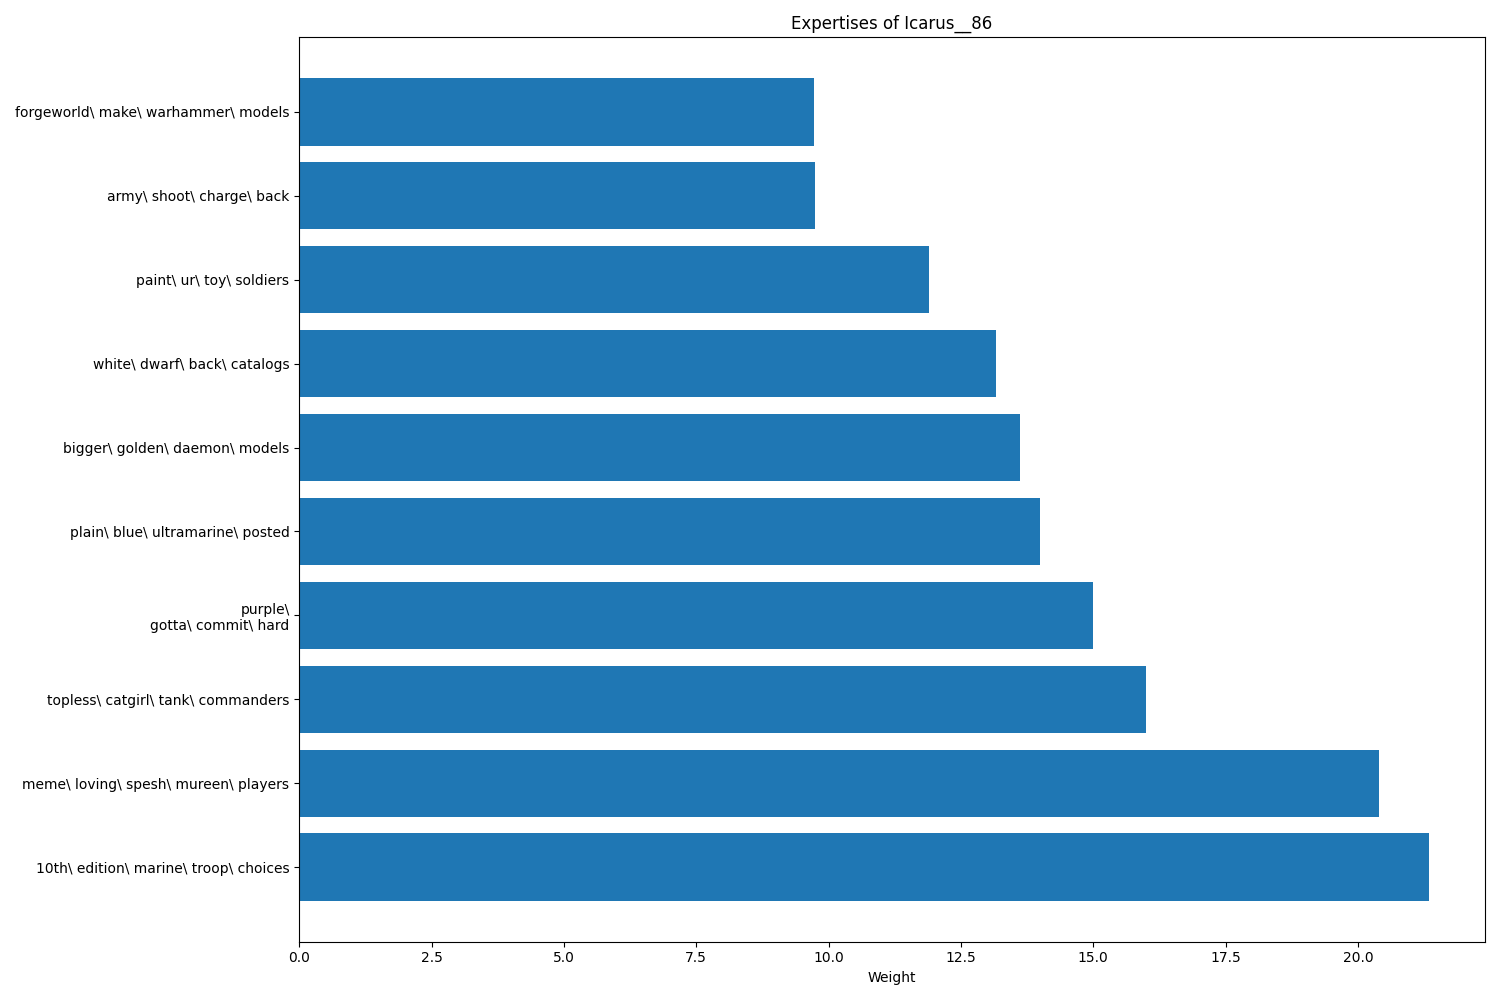 Expertises of Icarus__86
forgeworld\ make\ warhammer\ models
army\ shoot\ charge\ back
paint\ ur\ toy\ soldiers
white\ dwarf\ back\ catalogs
bigger\ golden\ daemon\ models
plain\ blue\ ultramarine\ posted
purple\
gotta\ commit\ hard
topless\ catgirl\ tank\ commanders
meme\ loving\ spesh\ mureen\ players
10th\ edition\ marine\ troop\ choices
0.0 2.5 5.0 7.5 10.0 12.5 15.0 17.5 20.0
Weight